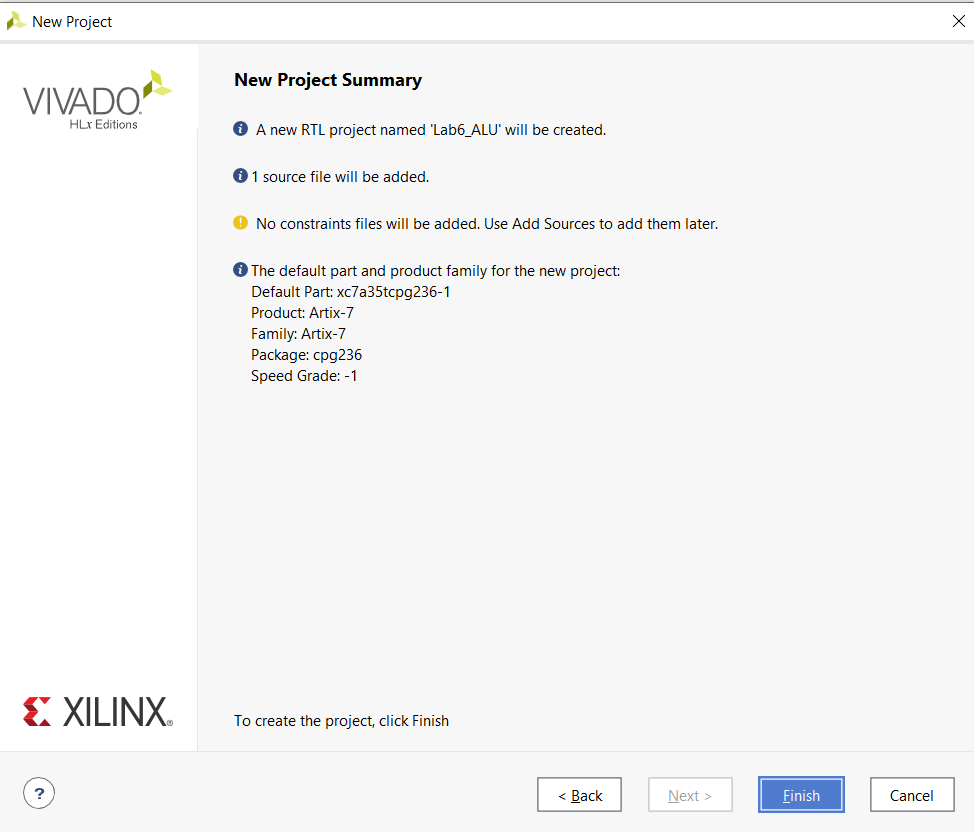 New Project
VIVADO.
HLx Editions
New Project Summary
A new RTL project named 'Lab6_ALU' will be created.
1 source file will be added.
No constraints files will be added. Use Add Sources to add them later.
The default part and product family for the new project:
Default Part: xc7a35tcpg236-1
Product: Artix-7
Family: Artix-7
Package: cpg236
Speed Grade: -1
XILINX®
To create the project, click Finish
?
< Back
Next >
Finish
Cancel